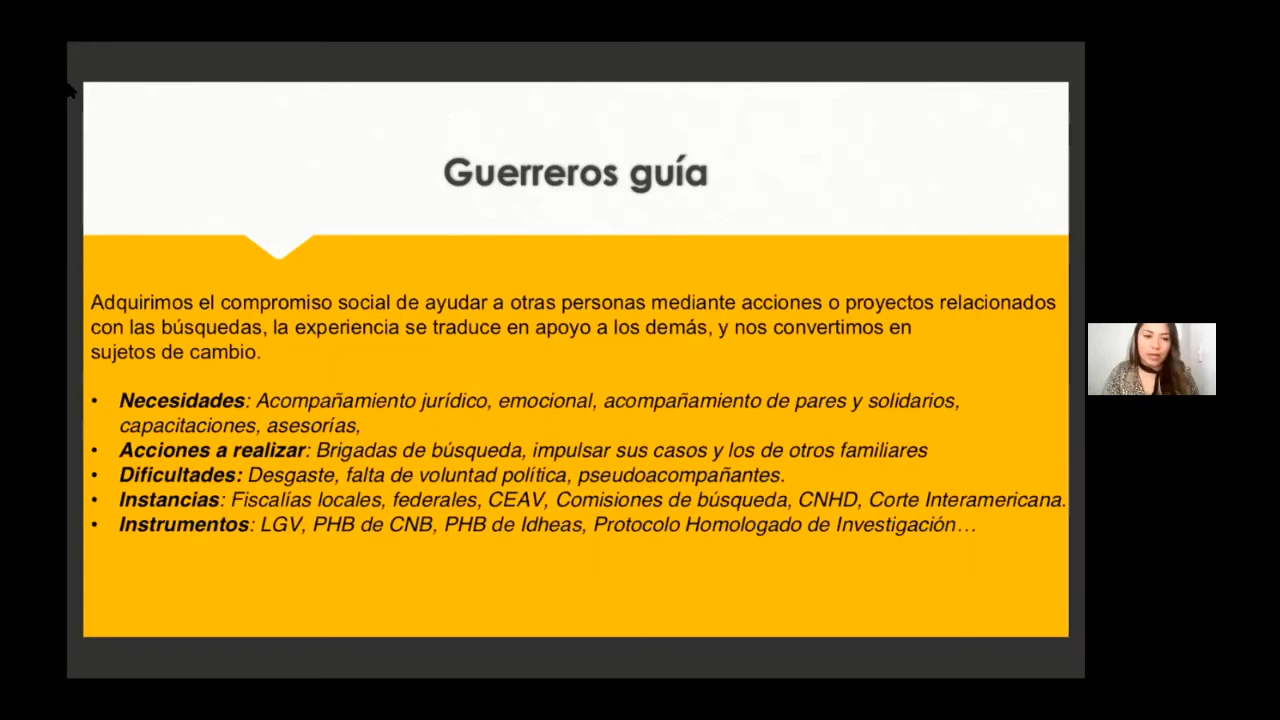 Guerreros guía
Adquirimos el compromiso social de ayudar a otras personas mediante acciones o proyectos relacionados
con las búsquedas, la experiencia se traduce en apoyo a los demás, y nos convertimos en
sujetos de cambio.
• Necesidades: Acompañamiento jurídico, emocional, acompañamiento de pares y solidarios,
capacitaciones, asesorías,
• Acciones a realizar: Brigadas de búsqueda, impulsar sus casos y los de otros familiares
• Dificultades: Desgaste, falta de voluntad política, pseudoacompañantes.
• Instancias: Fiscalías locales, federales, CEAV, Comisiones de búsqueda, CNHD, Corte Interamericana.
• Instrumentos: LGV, PHB de CNB, PHB de Idheas, Protocolo Homologado de Investigación…